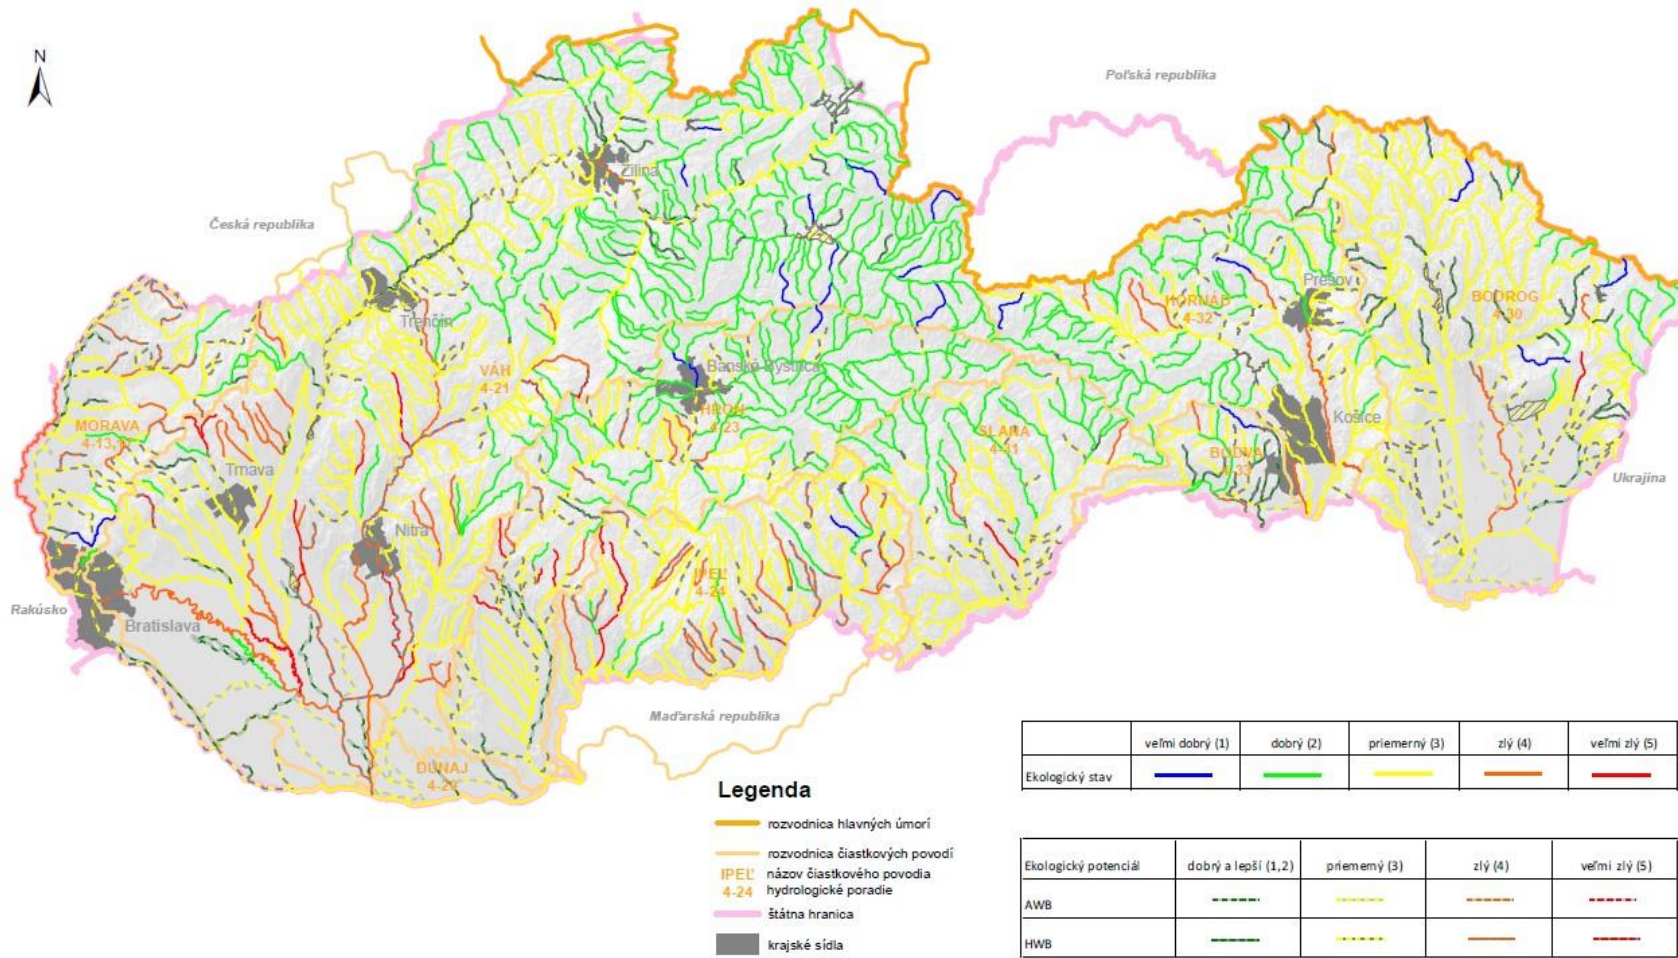 N
Poľská republika
Česká republika
Žilina
Trenčín
Prešov
HORNÁD
4-32
BODROG
4-30
VÁH
4-21
Banská Bystrica
HRON
4-23
MORAVA
SLANÁ
4-41
Košice
BODVA
Trnava
Nitra
Ukrajina
IPEĽ
4-24
Rakúsko
Bratislava
Maďarská republika
DUNAJ
Legenda
rozvodnica hlavných úmorí
rozvodnica čiastkových povodí
IPEĽ názov čiastkového povodia
4-24 hydrologické poradie
štátna hranica
krajské sídla
veľmi dobrý (1) dobrý (2) priemerný (3) zlý (4) veľmi zlý (5)
Ekologický stav
Ekologický potenciál dobrý a lepší (1,2) priemerný (3) zlý (4) veľmi zlý (5)
AWB
HWB